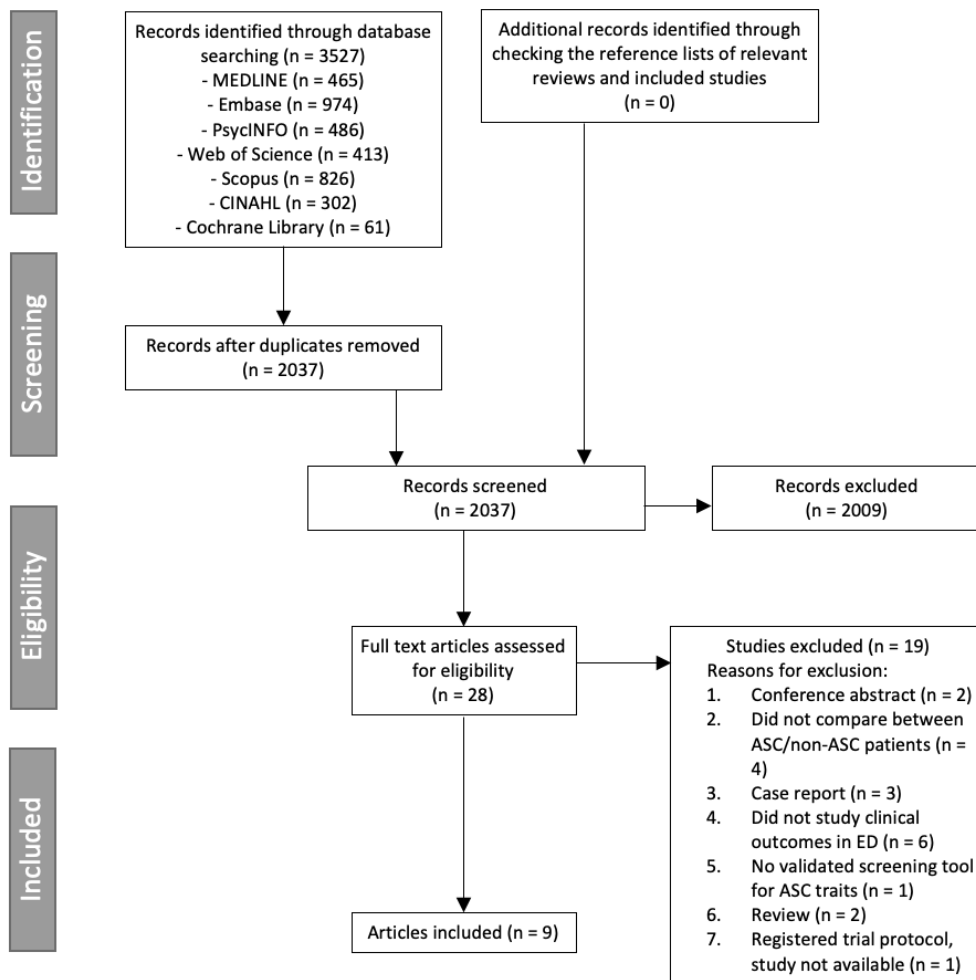 Identification
Records identified through database
searching (n = 3527)
- MEDLINE (n = 465)
- Embase (n = 974)
- PsycINFO (n = 486)
- Web of Science (n = 413)
- Scopus (n = 826)
- CINAHL (n = 302)
- Cochrane Library (n = 61)
Additional records identified through
checking the reference lists of relevant
reviews and included studies
(n = 0)
Screening
Records after duplicates removed
(n = 2037)
Records screened
(n = 2037)
Records excluded
(n = 2009)
Eligibility
Full text articles assessed
for eligibility
(n = 28)
Studies excluded (n = 19)
Reasons for exclusion:
1. Conference abstract (n = 2)
2. Did not compare between
ASC/non-ASC patients (n =
4)
3. Case report (n = 3)
4. Did not study clinical
outcomes in ED (n = 6)
5. No validated screening tool
for ASC traits (n = 1)
6. Review (n = 2)
7. Registered trial protocol,
study not available (n = 1)
Included
Articles included (n = 9)